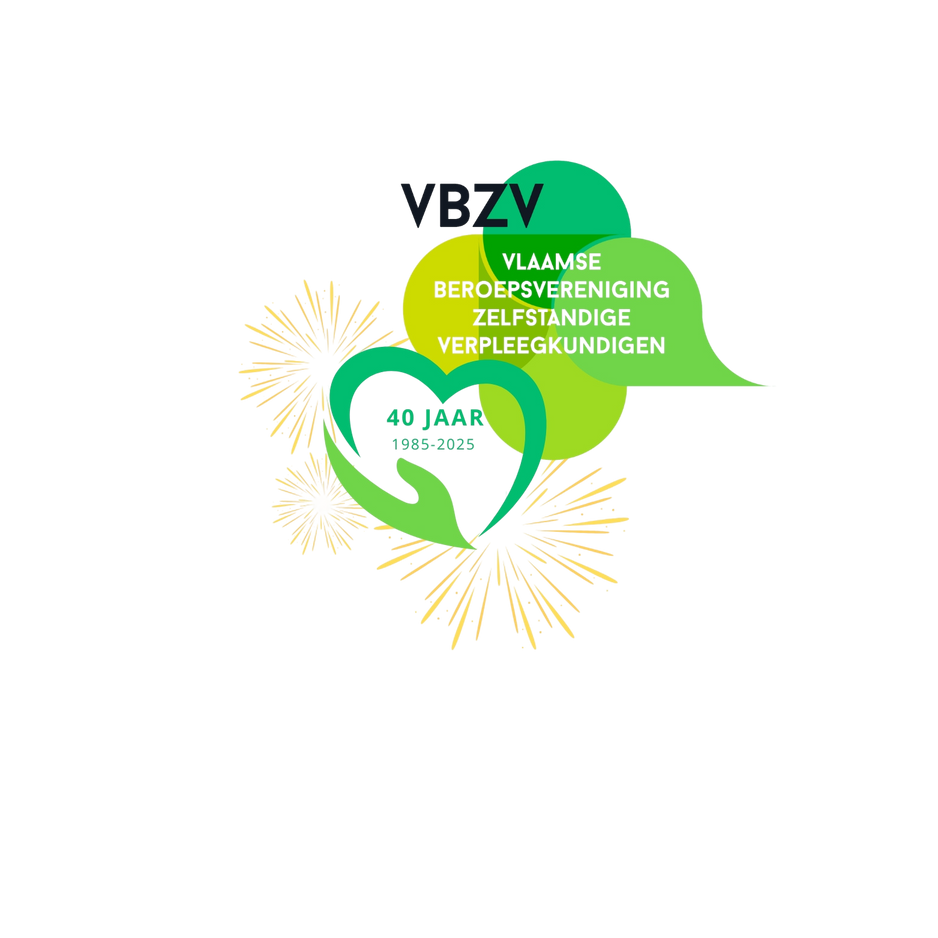 VBZV
VLAAMSE
BEROEPSVERENIGING
ZELFSTANDIGE
VERPLEEGKUNDIGEN
40 JAAR
1985-2025